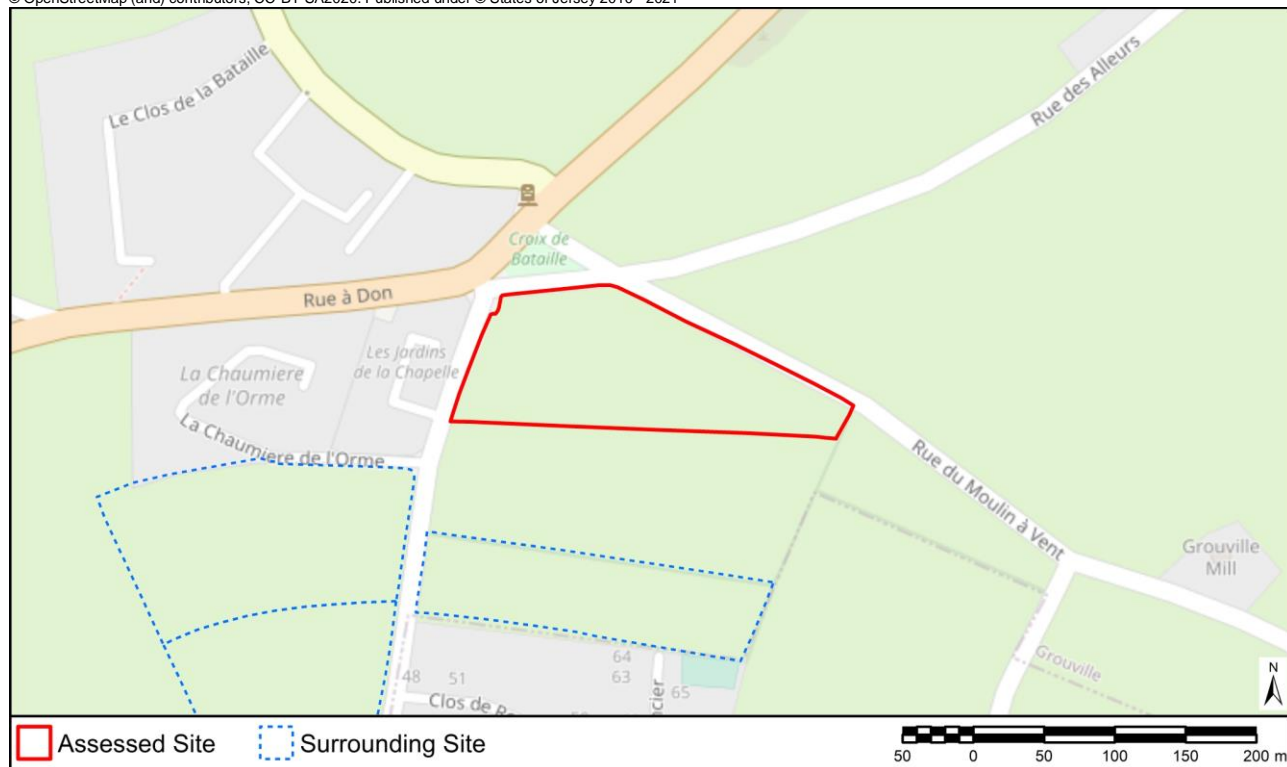 Le Clos de la Bataille
Rue des Alleurs
Croix de
Bataille
Rue à Don
Les Jardins
de la Chapelle
La Chaumiere
de l'Orme
La Chaumiere de l'Orme
Rue du Moulin à Vent
Grouville
Mill
Grouville
48
51
64
63
65
Clos de
N
Assessed Site
Surrounding Site
50 0 50 100 150 200 m